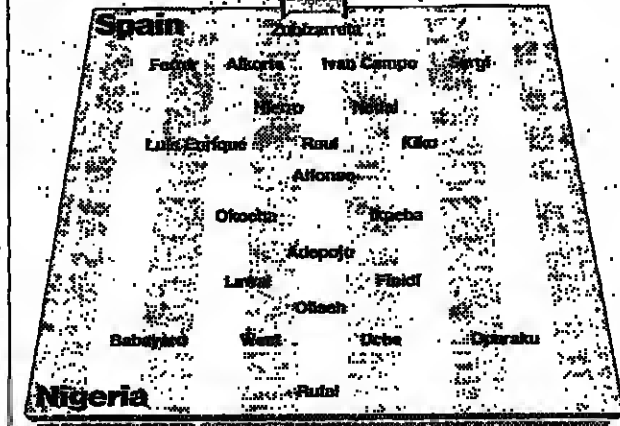 Spain
Zubizarreta
Ferrer Alkorta Ivan Campo Sergi
Hierro Nadal
Luis Enrique Raul Kiko
Alfonso
Okocha Ikpeba
Adepoju
Lawal Finidi
Oliseh
Babayaro West Uche Oparaku
Nigeria
Rufai